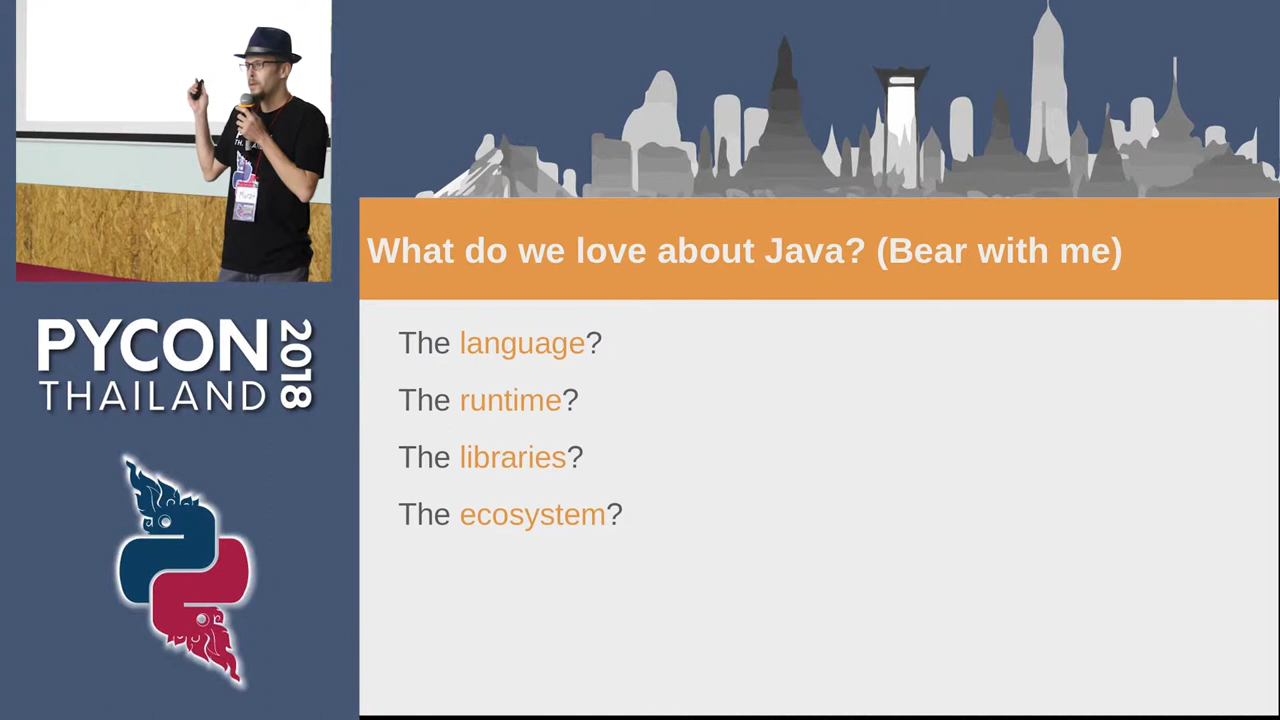 What do we love about Java? (Bear with me)
The language?
The runtime?
The libraries?
The ecosystem?
PYCON
THAILAND
2018